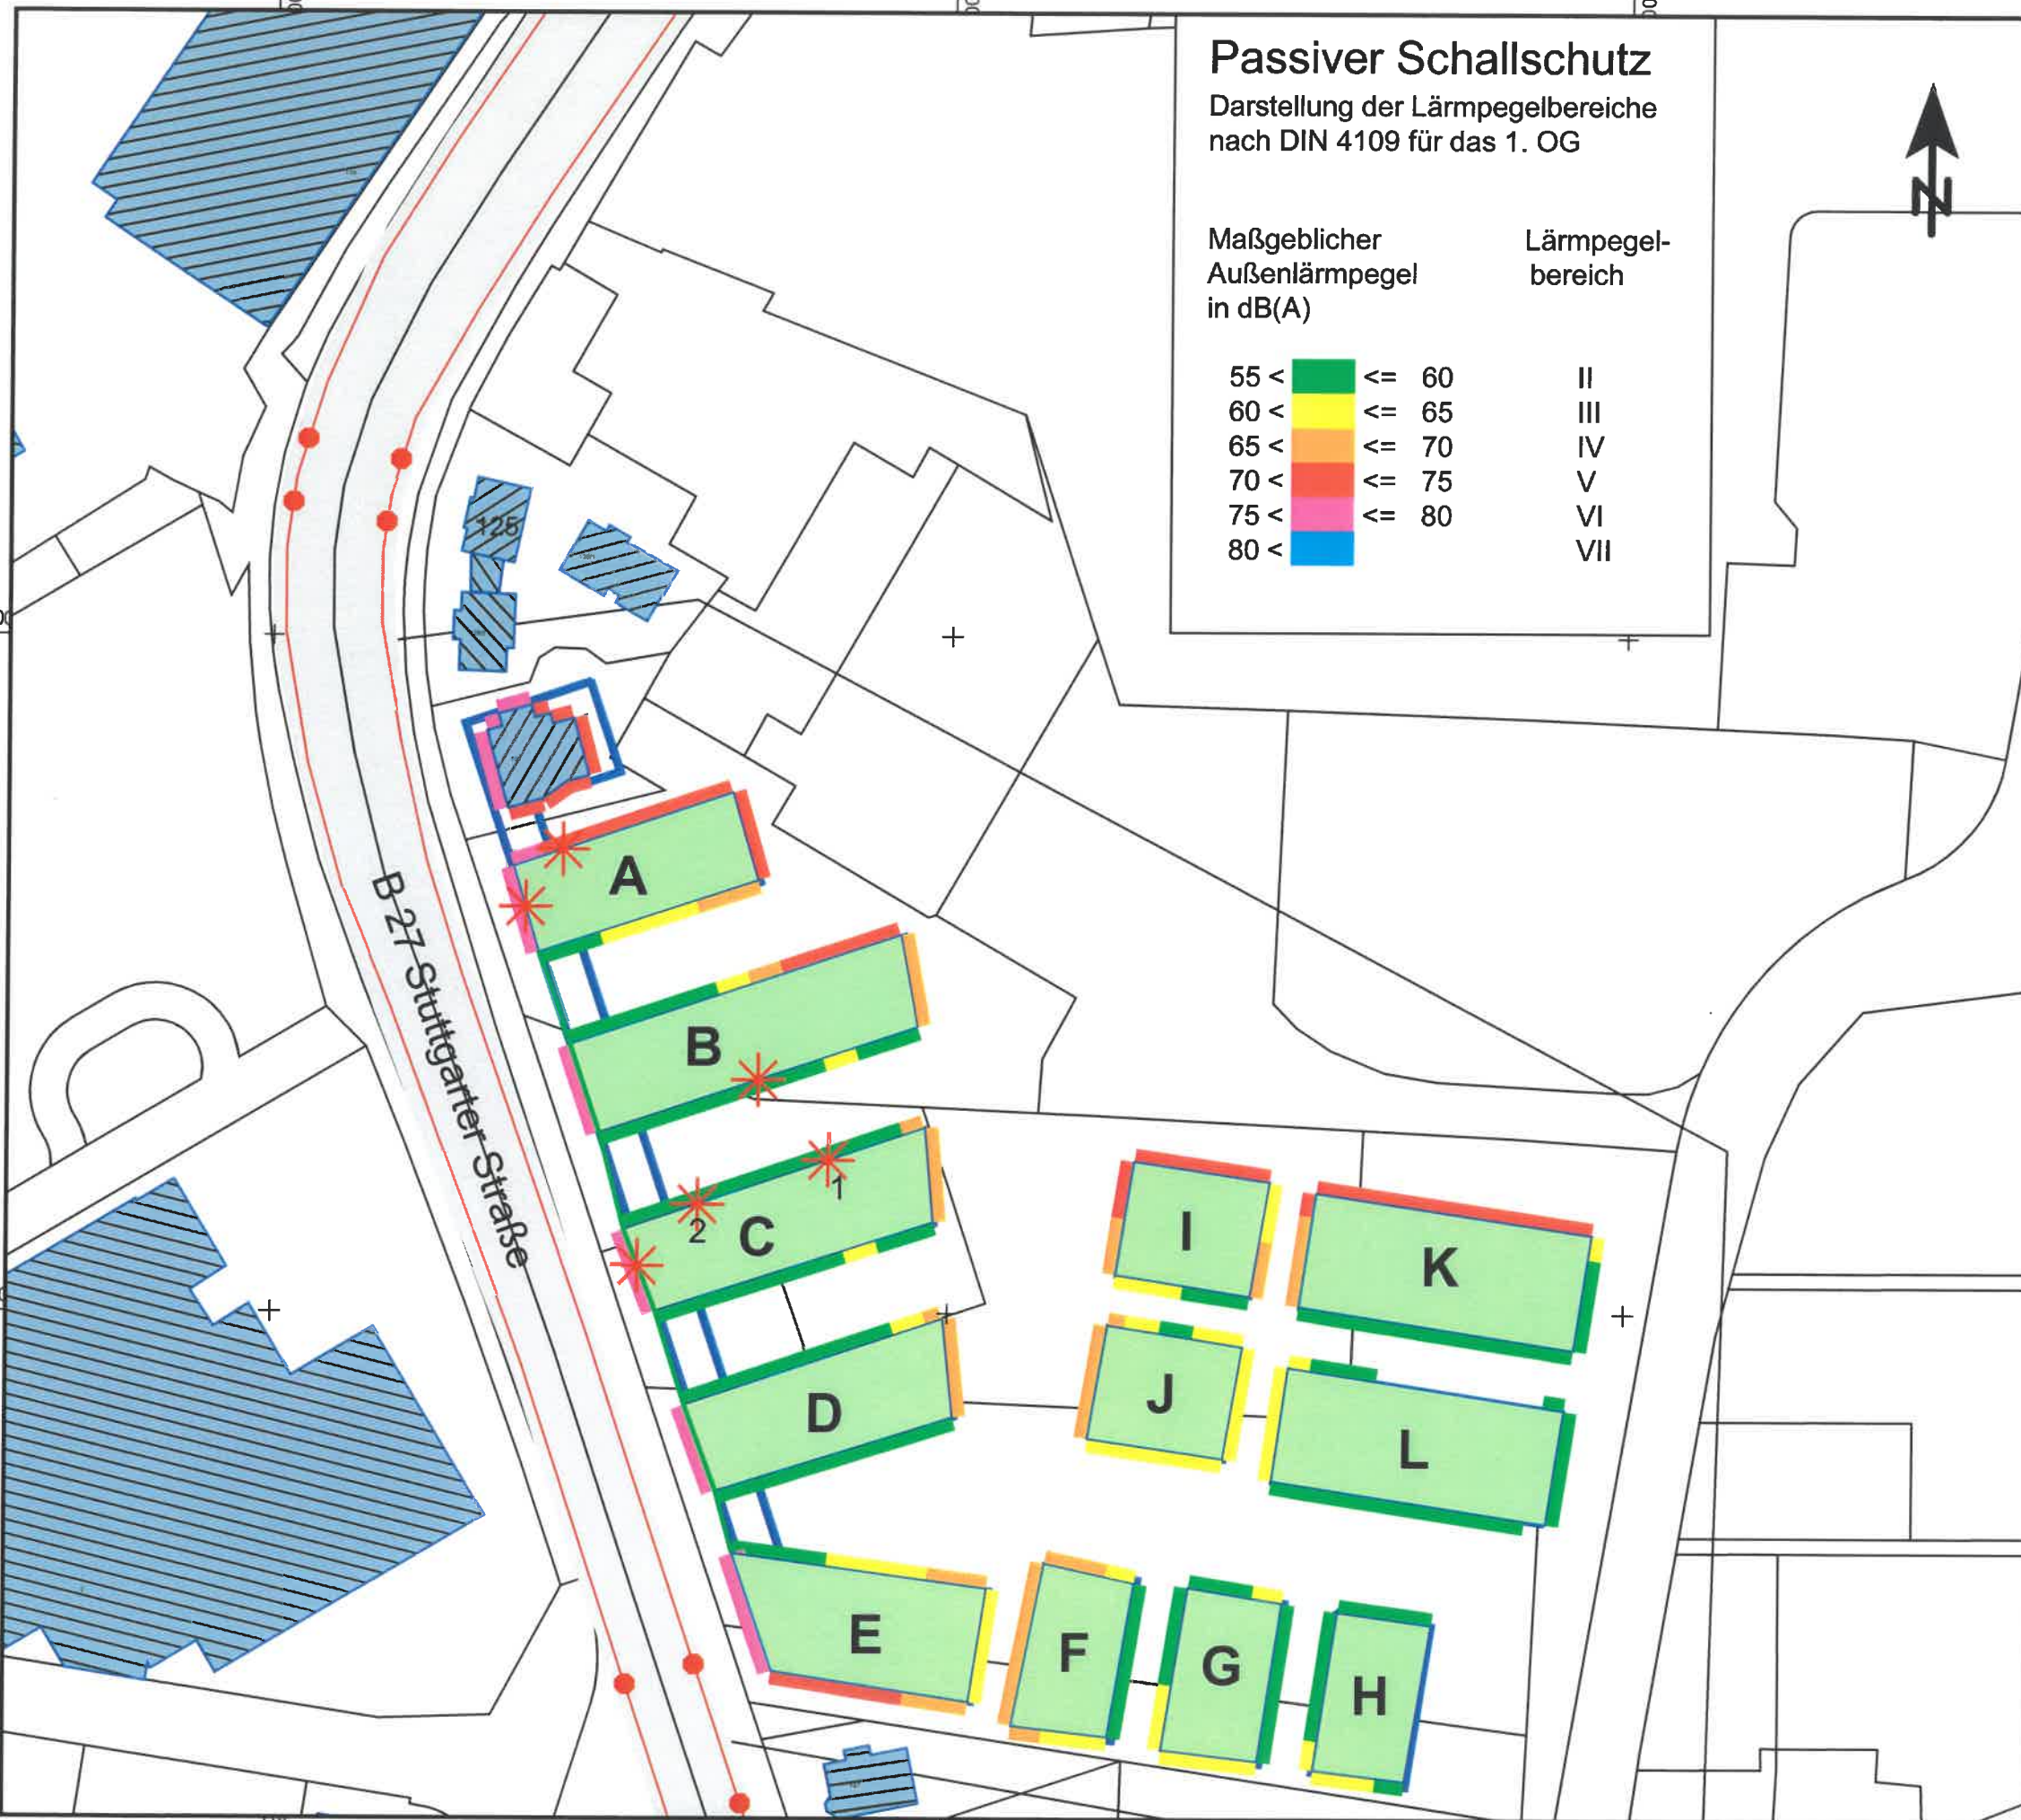 Passiver Schallschutz
Darstellung der Lärmpegelbereiche
nach DIN 4109 für das 1. OG
Maßgeblicher
Außenlärmpegel
in dB(A)
Lärmpegel-
bereich
55 < <= 60 II
60 < <= 65 III
65 < <= 70 IV
70 < <= 75 V
75 < <= 80 VI
80 < VII
N
125
B 27 Stuttgarter Straße
A
B
1
2
C
D
E
F
G
H
I
K
J
L